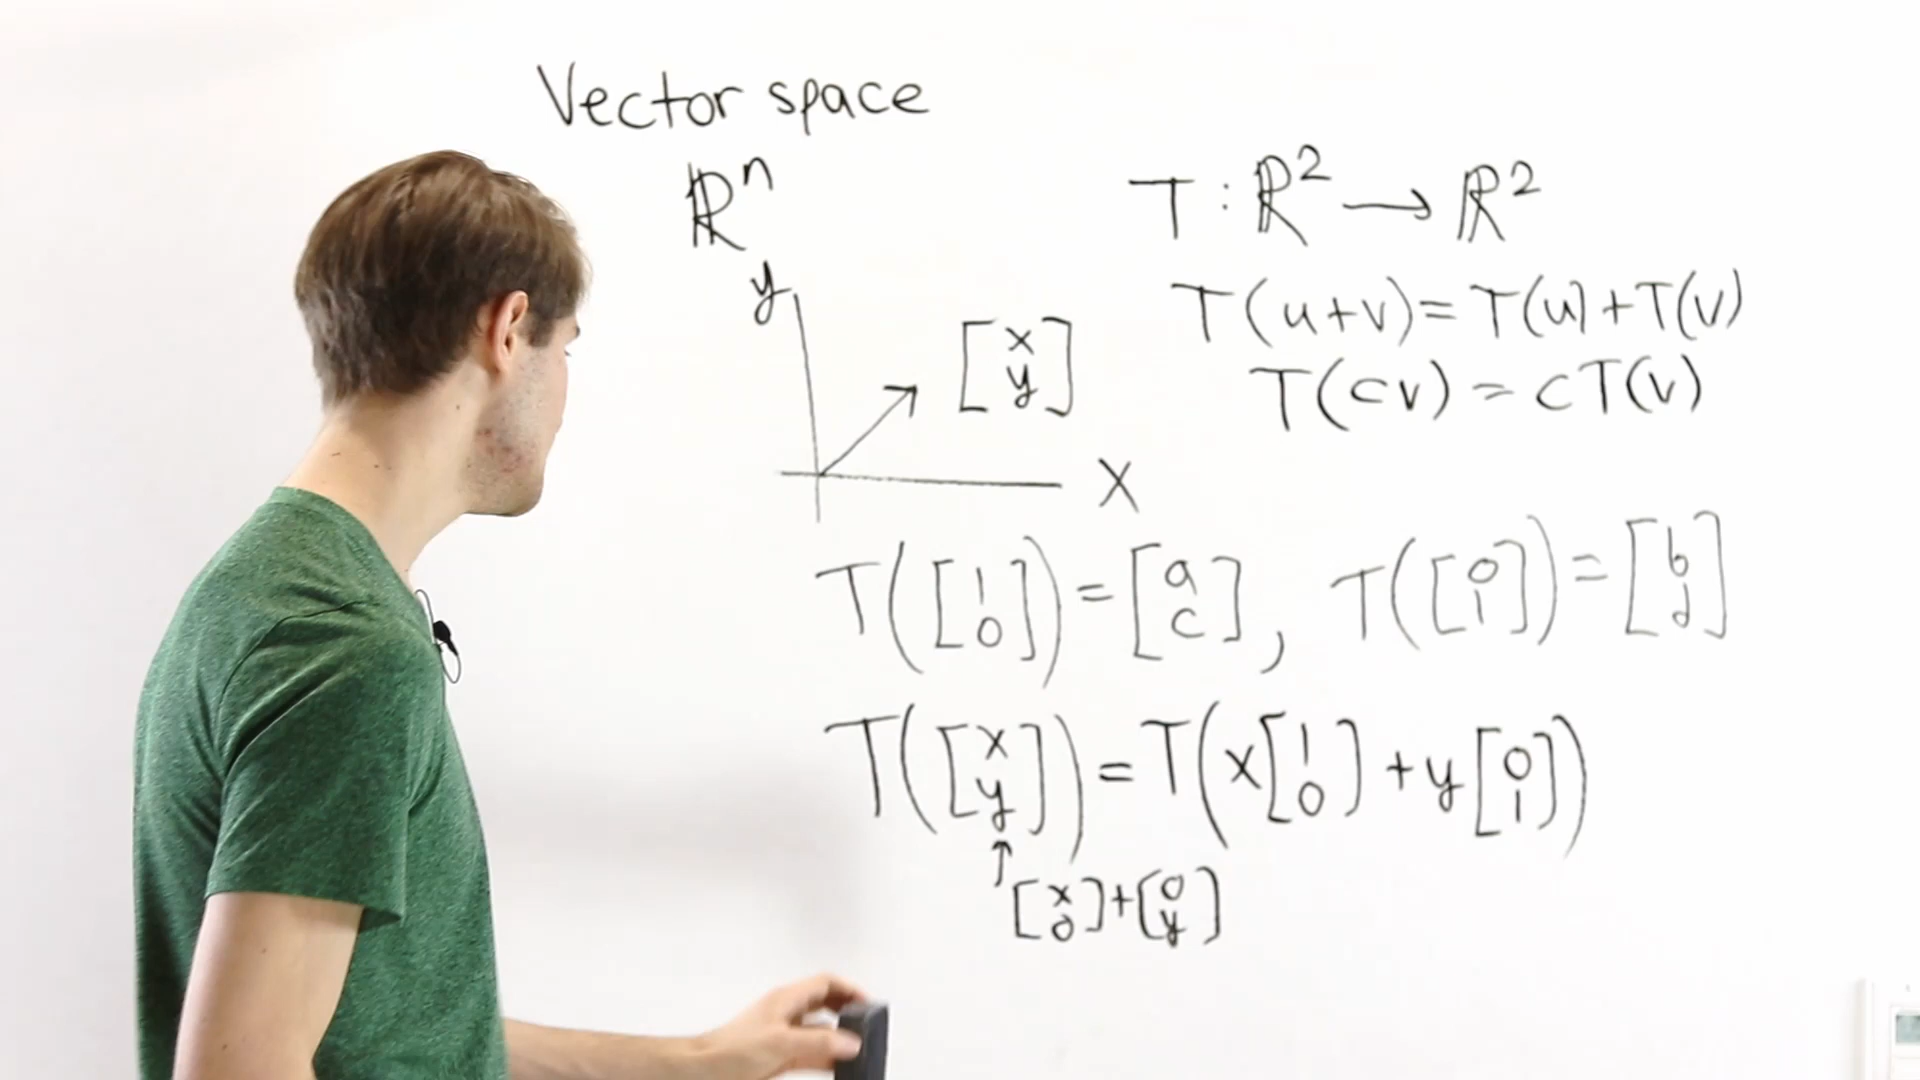 Vector space
ℝⁿ
y
[x y]
x
T : ℝ² → ℝ²
T(u+v) = T(u) + T(v)
T(cv) = cT(v)
T([1 0]) = [a c], T([0 1]) = [b d]
T([x y]) = T(x[1 0] + y[0 1])
↑
[x 0] + [0 y]